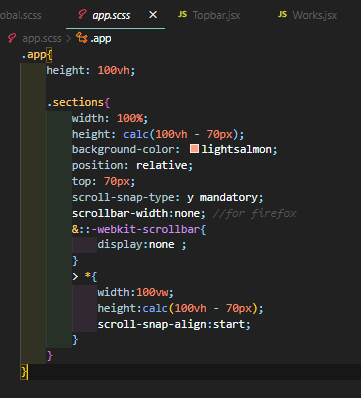 obal.scss
app.scss ×
JS Topbar.jsx
JS Works.jsx
app.scss > .app
.app{
height: 100vh;
.sections{
width: 100%;
height: calc(100vh - 70px);
background-color: lightsalmon;
position: relative;
top: 70px;
scroll-snap-type: y mandatory;
scrollbar-width:none; //for firefox
&::-webkit-scrollbar{
display:none ;
}
> *{
width:100vw;
height:calc(100vh - 70px);
scroll-snap-align:start;
}
}
}